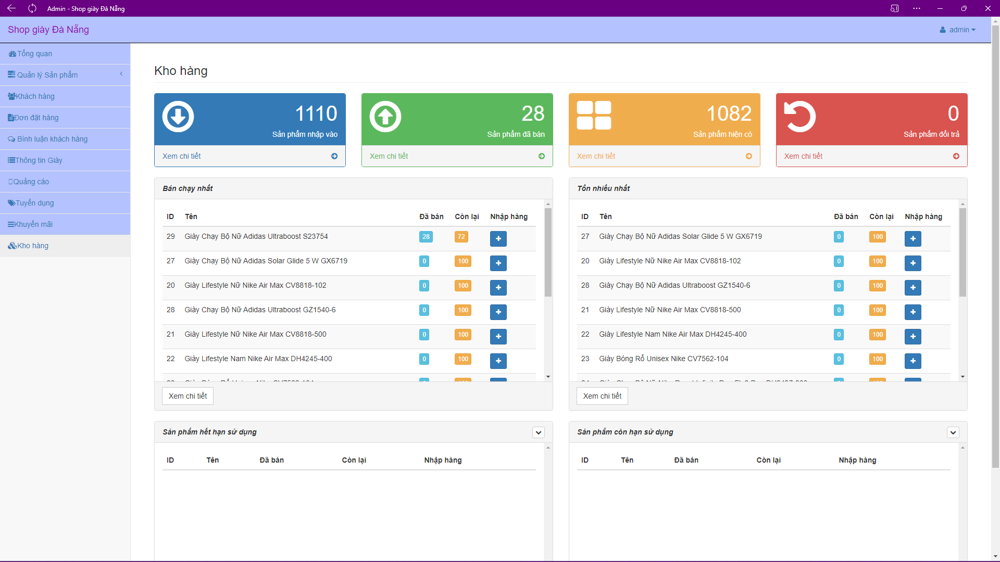 Admin - Shop giày Đà Nẵng
Shop giày Đà Nẵng
admin
Tổng quan
Quản lý Sản phẩm
Khách hàng
Đơn đặt hàng
Bình luận khách hàng
Thông tin Giày
Quảng cáo
Tuyển dụng
Khuyến mãi
Kho hàng
Kho hàng
1110
Sản phẩm nhập vào
Xem chi tiết
28
Sản phẩm đã bán
Xem chi tiết
1082
Sản phẩm hiện có
Xem chi tiết
0
Sản phẩm đổi trả
Xem chi tiết
Bán chạy nhất
ID Tên Đã bán Còn lại Nhập hàng
29 Giày Chạy Bộ Nữ Adidas Ultraboost S23754 28 72
27 Giày Chạy Bộ Nữ Adidas Solar Glide 5 W GX6719 0 100
20 Giày Lifestyle Nữ Nike Air Max CV8818-102 0 100
28 Giày Chạy Bộ Nữ Adidas Ultraboost GZ1540-6 0 100
21 Giày Lifestyle Nữ Nike Air Max CV8818-500 0 100
22 Giày Lifestyle Nam Nike Air Max DH4245-400 0 100
Xem chi tiết
Tồn nhiều nhất
ID Tên Đã bán Còn lại Nhập hàng
27 Giày Chạy Bộ Nữ Adidas Solar Glide 5 W GX6719 0 100
20 Giày Lifestyle Nữ Nike Air Max CV8818-102 0 100
28 Giày Chạy Bộ Nữ Adidas Ultraboost GZ1540-6 0 100
21 Giày Lifestyle Nữ Nike Air Max CV8818-500 0 100
22 Giày Lifestyle Nam Nike Air Max DH4245-400 0 100
23 Giày Bóng Rổ Unisex Nike CV7562-104 0 100
Xem chi tiết
Sản phẩm hết hạn sử dụng
ID Tên Đã bán Còn lại Nhập hàng
Sản phẩm còn hạn sử dụng
ID Tên Đã bán Còn lại Nhập hàng